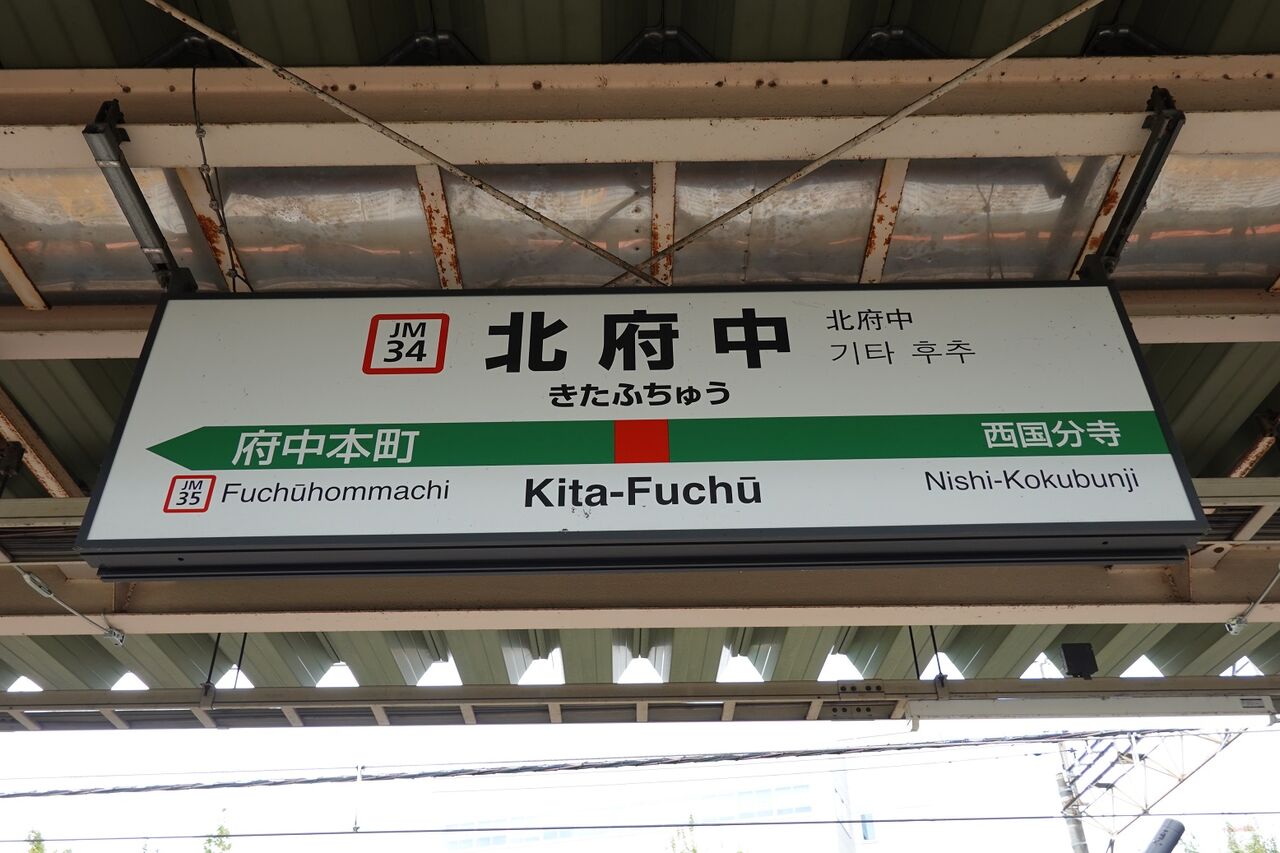 JM
34
北府中
北府中
기타 후추
きたふちゅう
府中本町
西国分寺
JM
35
Fuchūhommachi
Kita-Fuchū
Nishi-Kokubunji